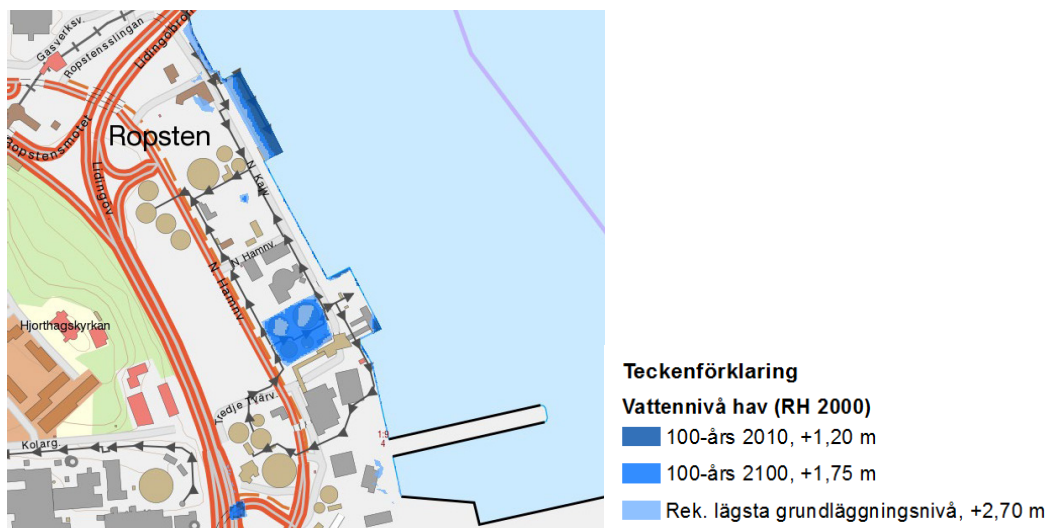 Gasverksv.
Ropstensslingan
Lidingöbron
Ropsten
Ropstensmotet
Lidingöv.
N Kajv.
N Hamnv.
N Hamnv.
Hjorthagskyrkan
Tredje Tvärv.
Kolarg.
Teckenförklaring
Vattennivå hav (RH 2000)
100-års 2010, +1,20 m
100-års 2100, +1,75 m
Rek. lägsta grundläggningsnivå, +2,70 m